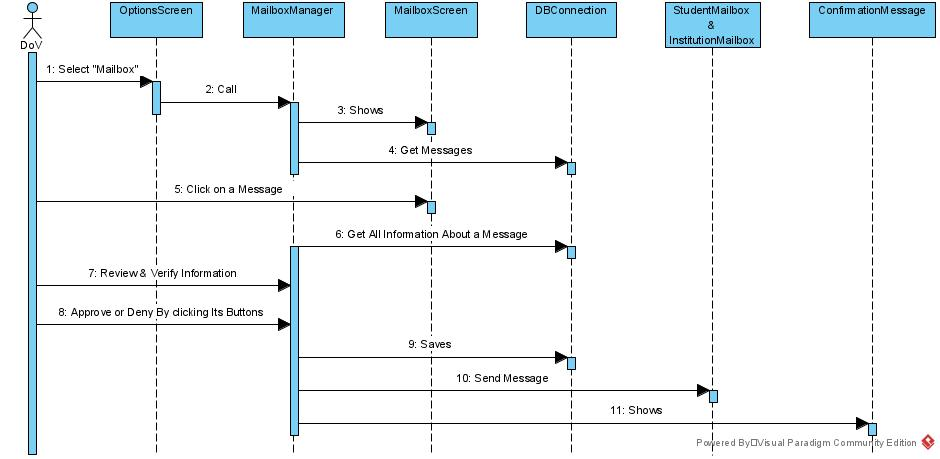 OptionsScreen
MailboxManager
MailboxScreen
DBConnection
StudentMailbox
&
InstitutionMailbox
ConfirmationMessage
DoV
1: Select "Mailbox"
2: Call
3: Shows
4: Get Messages
5: Click on a Message
6: Get All Information About a Message
7: Review & Verify Information
8: Approve or Deny By clicking Its Buttons
9: Saves
10: Send Message
11: Shows
Powered By□Visual Paradigm Community Edition